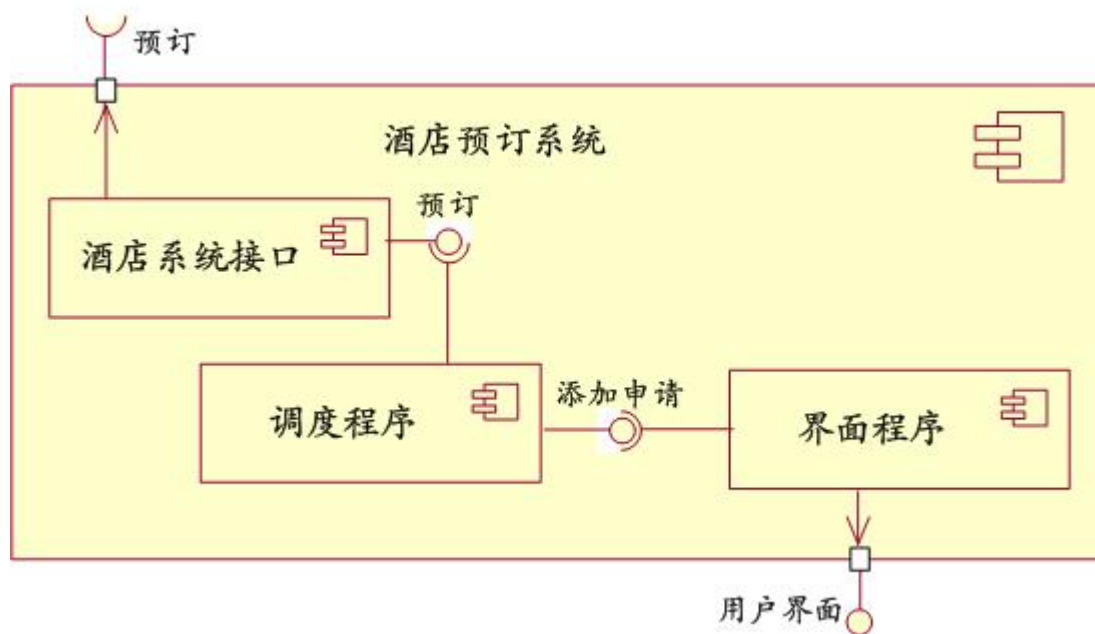 预订
酒店预订系统
预订
酒店系统接口
添加申请
调度程序
界面程序
用户界面